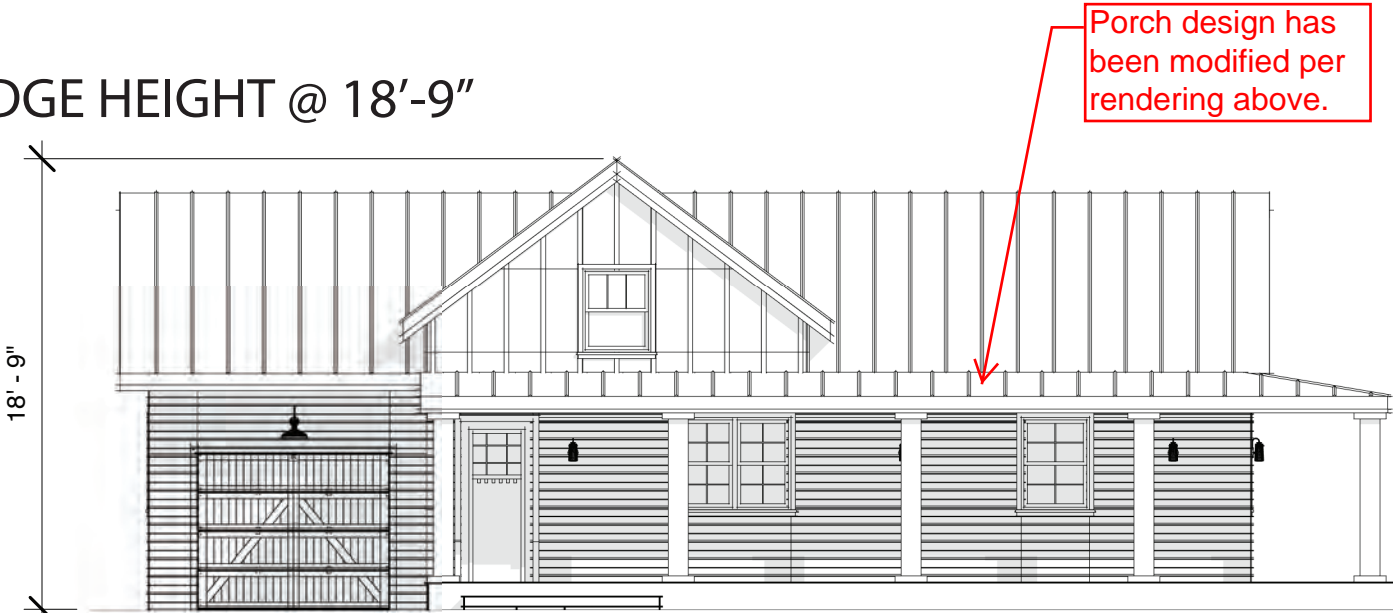 Porch design has
been modified per
rendering above.
DGE HEIGHT @ 18'-9"
18' - 9"